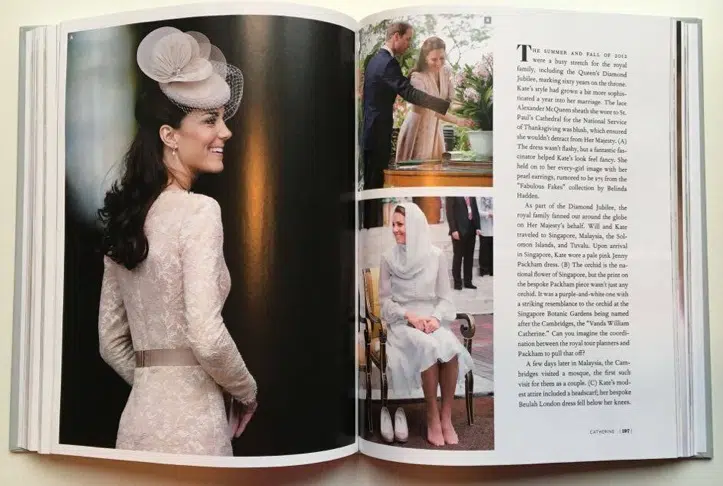 THE SUMMER AND FALL OF 2012
were a busy stretch for the royal
family, including the Queen's Diamond
Jubilee, marking sixty years on the throne.
Kate's style had grown a bit more sophis-
ticated a year into her marriage. The lace
Alexander McQueen sheath she wore to St.
Paul's Cathedral for the National Service
of Thanksgiving was blush, which ensured
she wouldn't detract from Her Majesty. (A)
The dress wasn't flashy, but a fantastic fas-
cinator helped Kate's look feel fancy. She
held on to her every-girl image with her
pearl earrings, rumored to be $75 from the
"Fabulous Fakes" collection by Belinda
Hadden.
As part of the Diamond Jubilee, the
royal family fanned out around the globe
on Her Majesty's behalf. Will and Kate
traveled to Singapore, Malaysia, the Sol-
omon Islands, and Tuvalu. Upon arrival
in Singapore, Kate wore a pale pink Jenny
Packham dress. (B) The orchid is the na-
tional flower of Singapore, but the print on
the bespoke Packham piece wasn't just any
orchid. It was a purple-and-white one with
a striking resemblance to the orchid at the
Singapore Botanic Gardens being named
after the Cambridges, the "Vanda William
Catherine." Can you imagine the coordi-
nation between the royal tour planners and
Packham to pull that off?
A few days later in Malaysia, the Cam-
bridges visited a mosque, the first such
visit for them as a couple. (C) Kate's mod-
est attire included a headscarf; her bespoke
Beulah London dress fell below her knees.
CATHERINE